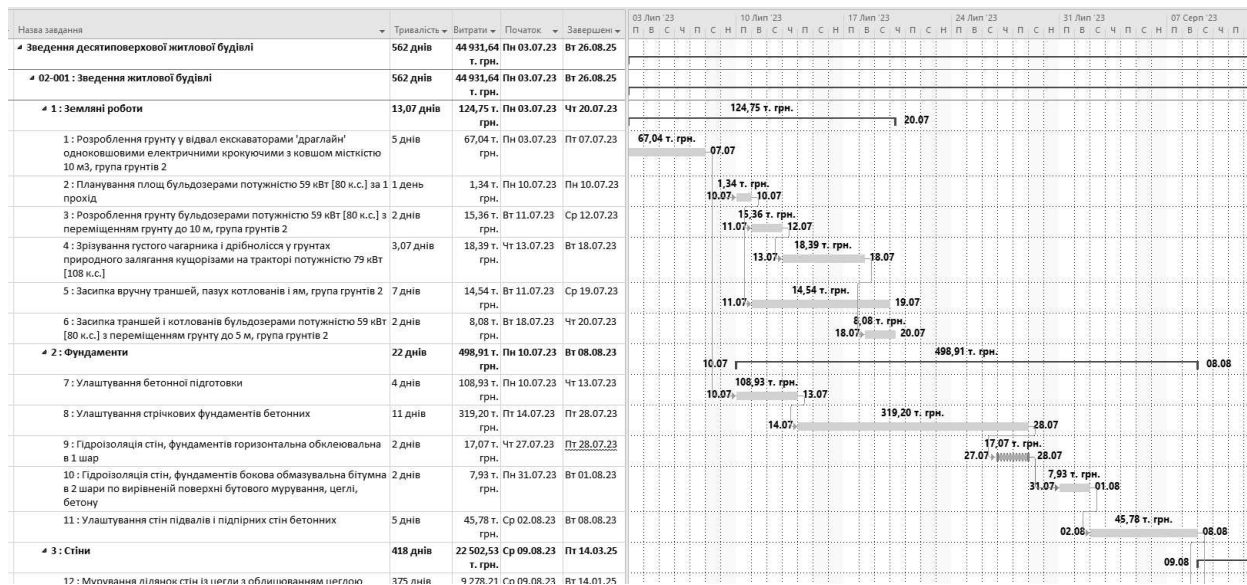 03 Лип '23 10 Лип '23 17 Лип '23 24 Лип '23 31 Лип '23 07 Серп '23
Назва завдання Тривалість Витрати Початок Завершені П В С Ч П С Н П В С Ч П С Н П В С Ч П С Н П В С Ч П С Н П В С Ч П С Н П В С Ч П
Зведення десятиповерхової житлової будівлі 562 днів 44 931,64 Пн 03.07.23 Вт 26.08.25
т. грн.
02-001 : Зведення житлової будівлі 562 днів 44 931,64 Пн 03.07.23 Вт 26.08.25
т. грн.
1 : Земляні роботи 13,07 днів 124,75 т. Пн 03.07.23 Чт 20.07.23 124,75 т. грн.
грн. 20.07
1 : Розроблення грунту у відвал екскаваторами 'драглайн' 5 днів 67,04 т. Пн 03.07.23 Пт 07.07.23 67,04 т. грн.
одноковшовими електричними крокуючими з ковшом місткістю грн. 07.07
10 м3, група грунтів 2
2 : Планування площ бульдозерами потужністю 59 кВт [80 к.с.] за 1 1 день 1,34 т. Пн 10.07.23 Пн 10.07.23 1,34 т. грн.
прохід грн. 10.07 10.07
3 : Розроблення грунту бульдозерами потужністю 59 кВт [80 к.с.] з 2 днів 15,36 т. Вт 11.07.23 Ср 12.07.23 15,36 т. грн.
переміщенням грунту до 10 м, група грунтів 2 грн. 11.07 12.07
4 : Зрізування густого чагарника і дрібнолісся у грунтах 3,07 днів 18,39 т. Чт 13.07.23 Вт 18.07.23 18,39 т. грн.
природного залягання кущорізами на тракторі потужністю 79 кВт грн. 13.07 18.07
[108 к.с.]
5 : Засипка вручну траншей, пазух котлованів і ям, група грунтів 2 7 днів 14,54 т. Вт 11.07.23 Ср 19.07.23 14,54 т. грн.
грн. 11.07 19.07
6 : Засипка траншей і котлованів бульдозерами потужністю 59 кВт 2 днів 8,08 т. Вт 18.07.23 Чт 20.07.23 8,08 т. грн.
[80 к.с.] з переміщенням грунту до 5 м, група грунтів 2 грн. 18.07 20.07
2 : Фундаменти 22 днів 498,91 т. Пн 10.07.23 Вт 08.08.23 498,91 т. грн.
грн. 10.07 08.08
7 : Улаштування бетонної підготовки 4 днів 108,93 т. Пн 10.07.23 Чт 13.07.23 108,93 т. грн.
грн. 10.07 13.07
8 : Улаштування стрічкових фундаментів бетонних 11 днів 319,20 т. Пт 14.07.23 Пт 28.07.23 319,20 т. грн.
грн. 14.07 28.07
9 : Гідроізоляція стін, фундаментів горизонтальна обклеювальна 2 днів 17,07 т. Чт 27.07.23 Пт 28.07.23 17,07 т. грн.
в 1 шар грн. 27.07 28.07
10 : Гідроізоляція стін, фундаментів бокова обмазувальна бітумна 2 днів 7,93 т. Пн 31.07.23 Вт 01.08.23 7,93 т. грн.
в 2 шари по вирівненій поверхні бутового мурування, цеглі, грн. 31.07 01.08
бетону
11 : Улаштування стін підвалів і підпірних стін бетонних 5 днів 45,78 т. Ср 02.08.23 Вт 08.08.23 45,78 т. грн.
грн. 02.08 08.08
3 : Стіни 418 днів 22 502,53 Ср 09.08.23 Пт 14.03.25
т. грн. 09.08
12 : Мурування ділянок стін із цегли з облицюванням цеглою 375 днів 9 278,21 Ср 09.08.23 Вт 14.01.25